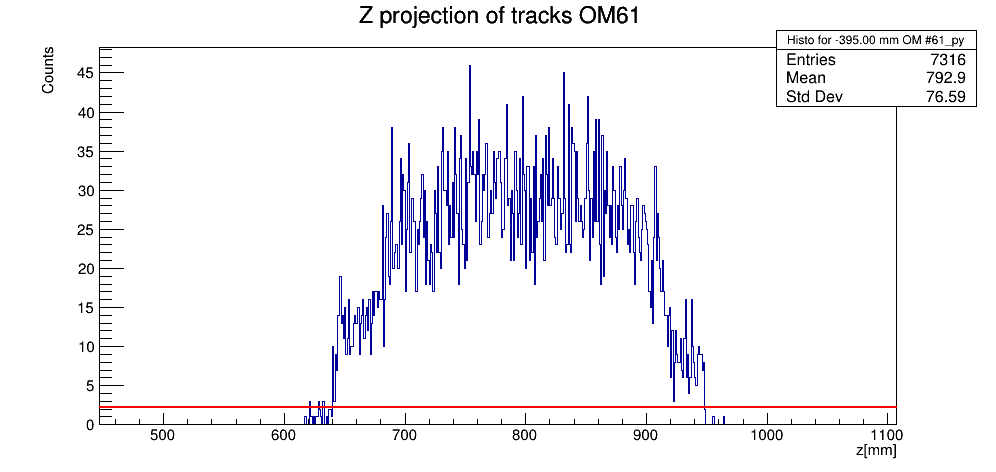 Z projection of tracks OM61
Histo for -395.00 mm OM #61_py
Entries 7316
Mean 792.9
Std Dev 76.59
Counts
45
40
35
30
25
20
15
10
5
0
500 600 700 800 900 1000 1100
z[mm]